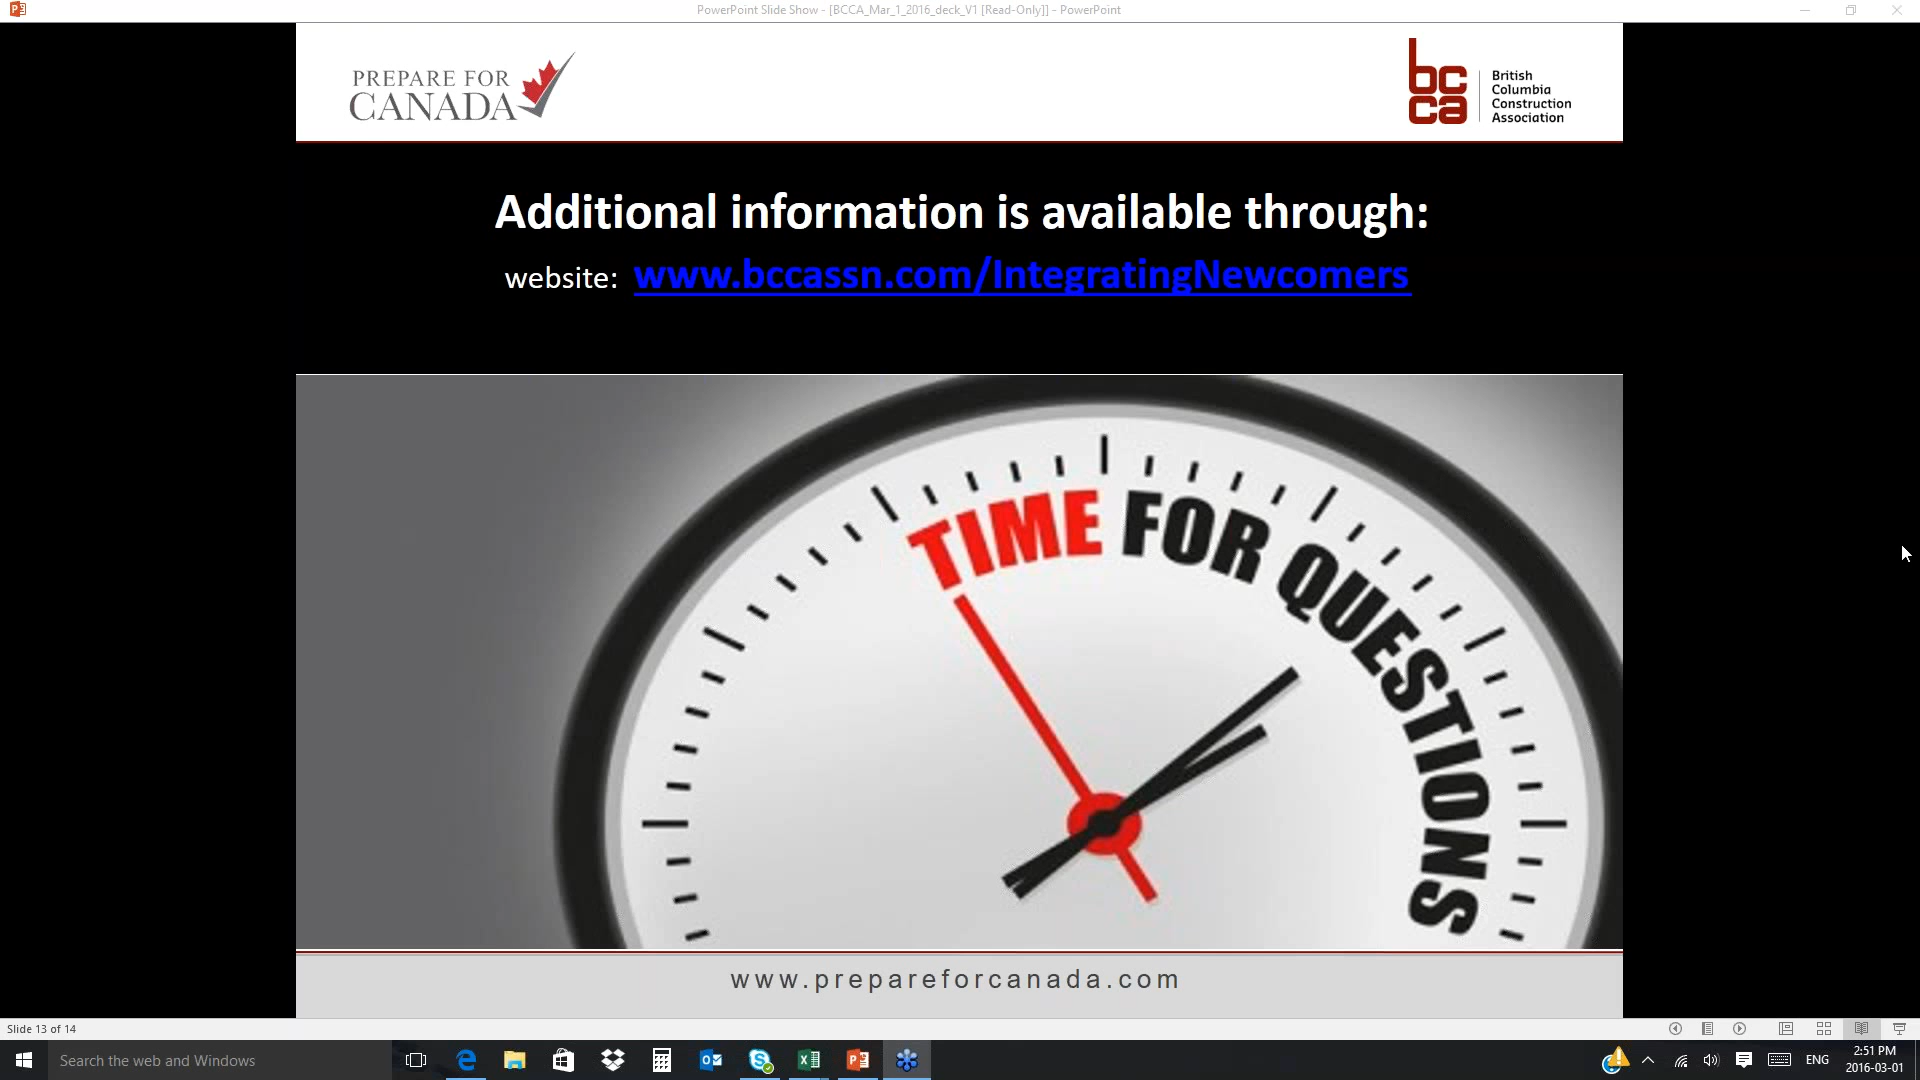 PowerPoint Slide Show - [BCCA_Mar_1_2016_deck_V1 [Read-Only]] - PowerPoint
PREPARE FOR
CANADA
bc
ca
British
Columbia
Construction
Association
Additional information is available through:
website: www.bccassn.com/IntegratingNewcomers
TIME FOR QUESTIONS
www.prepareforcanada.com
Slide 13 of 14
Search the web and Windows
ENG
2:51 PM
2016-03-01